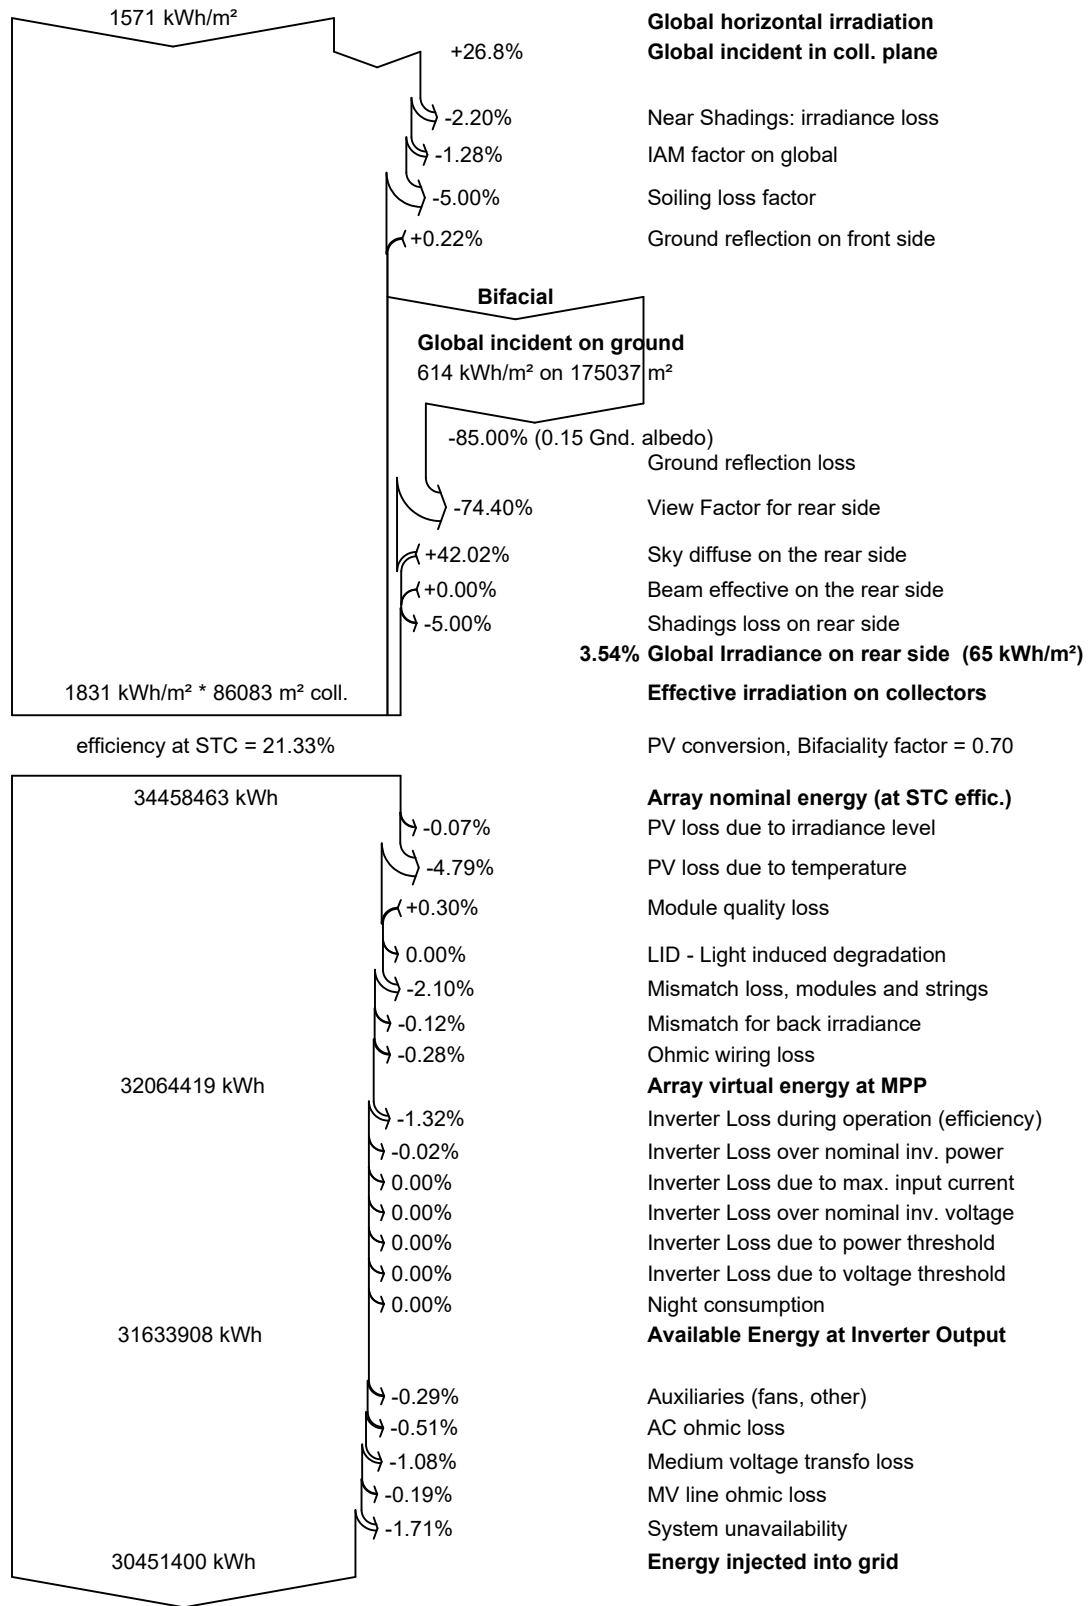 1571 kWh/m² Global horizontal irradiation
+26.8% Global incident in coll. plane
-2.20% Near Shadings: irradiance loss
-1.28% IAM factor on global
-5.00% Soiling loss factor
+0.22% Ground reflection on front side
Bifacial
Global incident on ground
614 kWh/m² on 175037 m²
-85.00% (0.15 Gnd. albedo)
Ground reflection loss
-74.40% View Factor for rear side
+42.02% Sky diffuse on the rear side
+0.00% Beam effective on the rear side
-5.00% Shadings loss on rear side
3.54% Global Irradiance on rear side (65 kWh/m²)
1831 kWh/m² * 86083 m² coll. Effective irradiation on collectors
efficiency at STC = 21.33% PV conversion, Bifaciality factor = 0.70
34458463 kWh Array nominal energy (at STC effic.)
-0.07% PV loss due to irradiance level
-4.79% PV loss due to temperature
+0.30% Module quality loss
0.00% LID - Light induced degradation
-2.10% Mismatch loss, modules and strings
-0.12% Mismatch for back irradiance
-0.28% Ohmic wiring loss
32064419 kWh Array virtual energy at MPP
-1.32% Inverter Loss during operation (efficiency)
-0.02% Inverter Loss over nominal inv. power
0.00% Inverter Loss due to max. input current
0.00% Inverter Loss over nominal inv. voltage
0.00% Inverter Loss due to power threshold
0.00% Inverter Loss due to voltage threshold
0.00% Night consumption
31633908 kWh Available Energy at Inverter Output
-0.29% Auxiliaries (fans, other)
-0.51% AC ohmic loss
-1.08% Medium voltage transfo loss
-0.19% MV line ohmic loss
-1.71% System unavailability
30451400 kWh Energy injected into grid